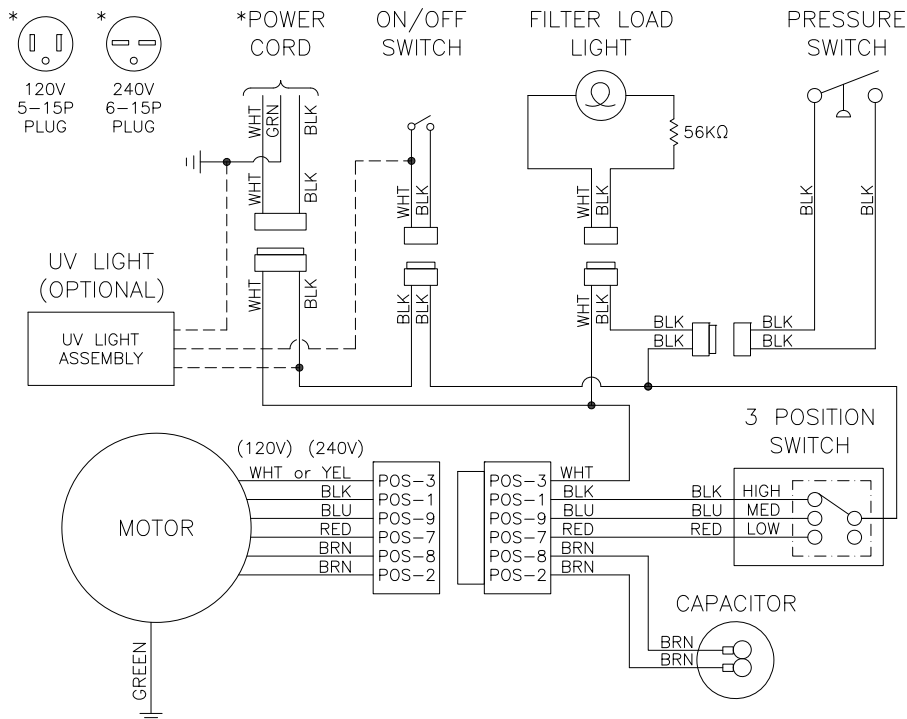 *
120V
5-15P
PLUG
*
240V
6-15P
PLUG
*POWER
CORD
ON/OFF
SWITCH
FILTER LOAD
LIGHT
PRESSURE
SWITCH
WHT
GRN
BLK
WHT
BLK
WHT
BLK
56KΩ
WHT
BLK
BLK
BLK
UV LIGHT
(OPTIONAL)
UV LIGHT
ASSEMBLY
WHT
BLK
BLK
BLK
WHT
BLK
BLK
BLK
BLK
BLK
3 POSITION
SWITCH
MOTOR
(120V) (240V)
WHT or YEL
BLK
BLU
RED
BRN
BRN
POS-3
POS-1
POS-9
POS-7
POS-8
POS-2
POS-3
POS-1
POS-9
POS-7
POS-8
POS-2
WHT
BLK
BLU
RED
BRN
BRN
BLK HIGH
BLU MED
RED LOW
CAPACITOR
BRN
BRN
GREEN